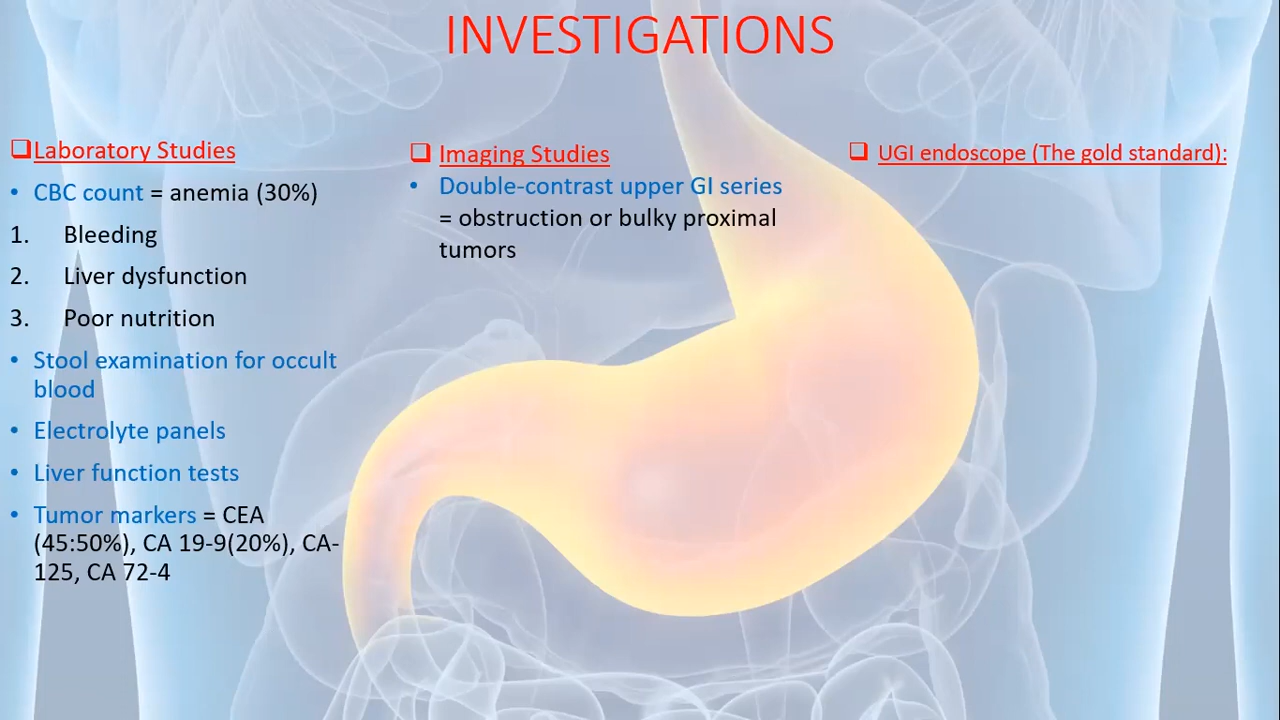 INVESTIGATIONS
❑Laboratory Studies
• CBC count = anemia (30%)
1. Bleeding
2. Liver dysfunction
3. Poor nutrition
• Stool examination for occult
blood
• Electrolyte panels
• Liver function tests
• Tumor markers = CEA
(45:50%), CA 19-9(20%), CA-
125, CA 72-4
❑ Imaging Studies
• Double-contrast upper GI series
= obstruction or bulky proximal
tumors
❑ UGI endoscope (The gold standard):